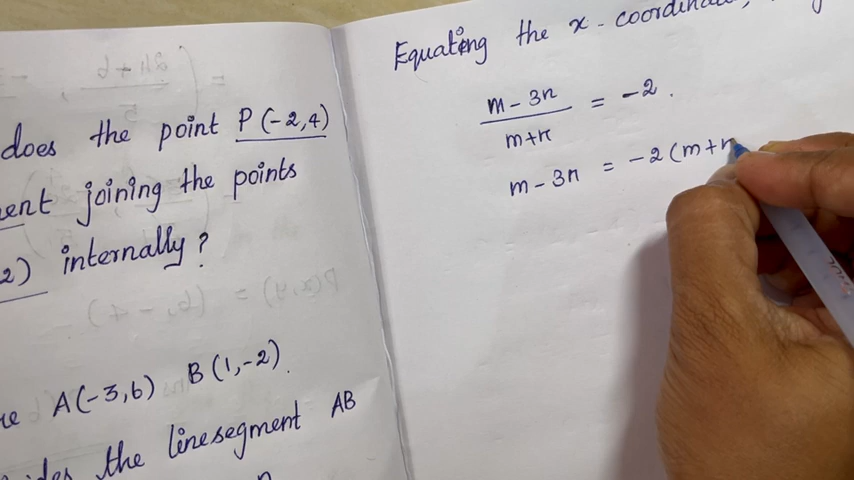 does the point P(-2,4)
ent joining the points
2) internally?
A(-3,6) B(1,-2).
the linesegment AB
Equating the x-coordinate,
m-3n / m+n = -2.
m-3n = -2(m+n